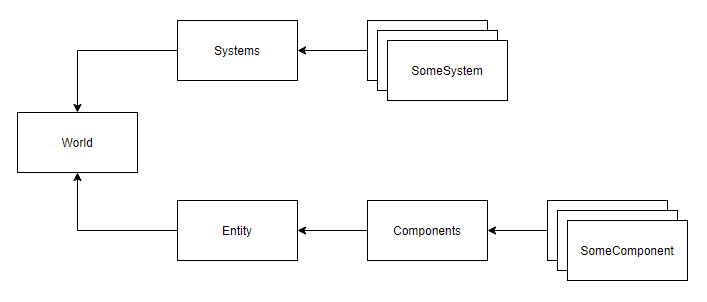 Systems
SomeSystem
World
Entity
Components
SomeComponent